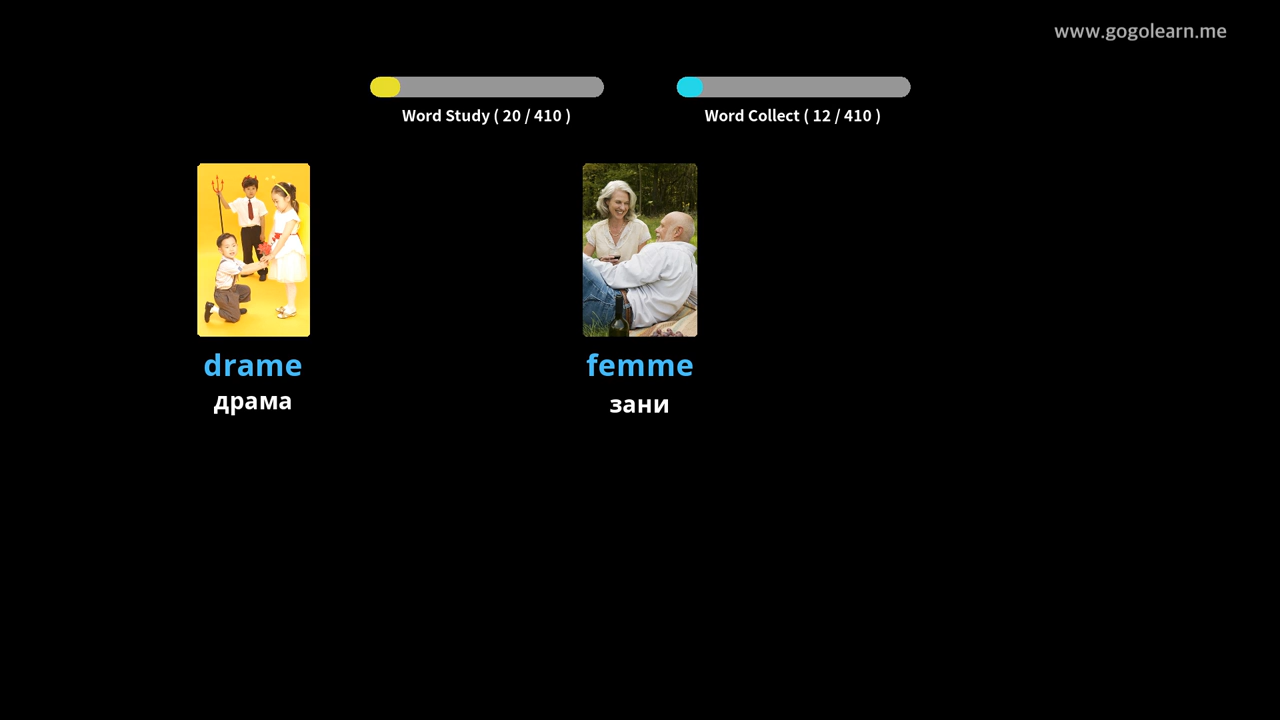 www.gogolearn.me
Word Study ( 20 / 410 )
Word Collect ( 12 / 410 )
drame
драма
femme
зани